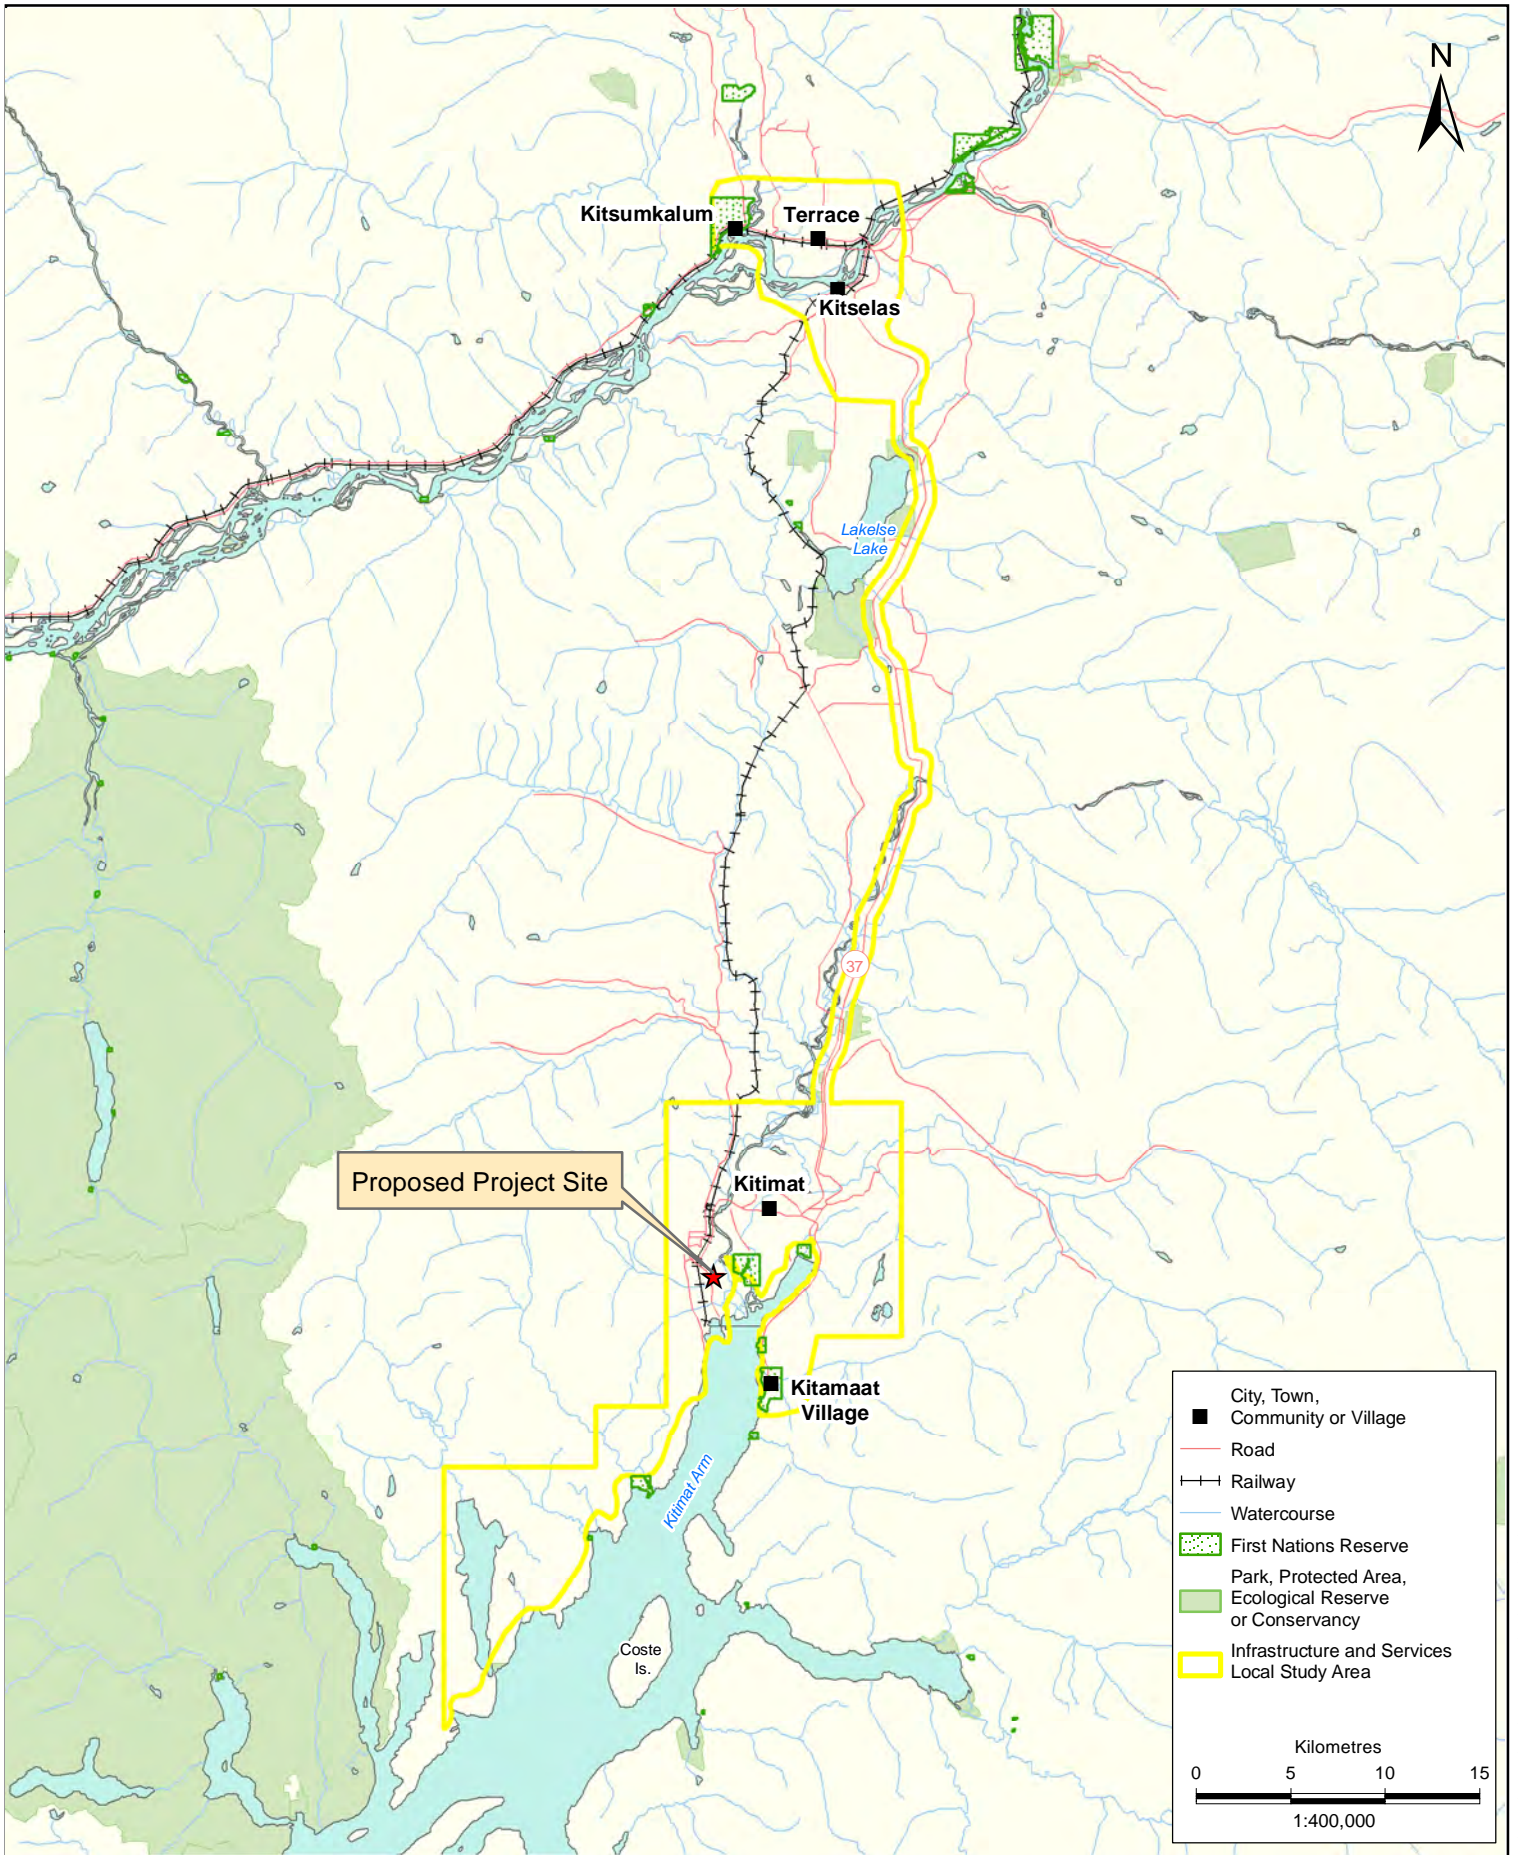 N
Kitsumkalum
Terrace
Kitselas
Lakelse
Lake
37
Proposed Project Site
Kitimat
Kitamaat
Village
Kitimat Arm
Coste
Is.
City, Town,
Community or Village
Road
Railway
Watercourse
First Nations Reserve
Park, Protected Area,
Ecological Reserve
or Conservancy
Infrastructure and Services
Local Study Area
Kilometres
0 5 10 15
1:400,000